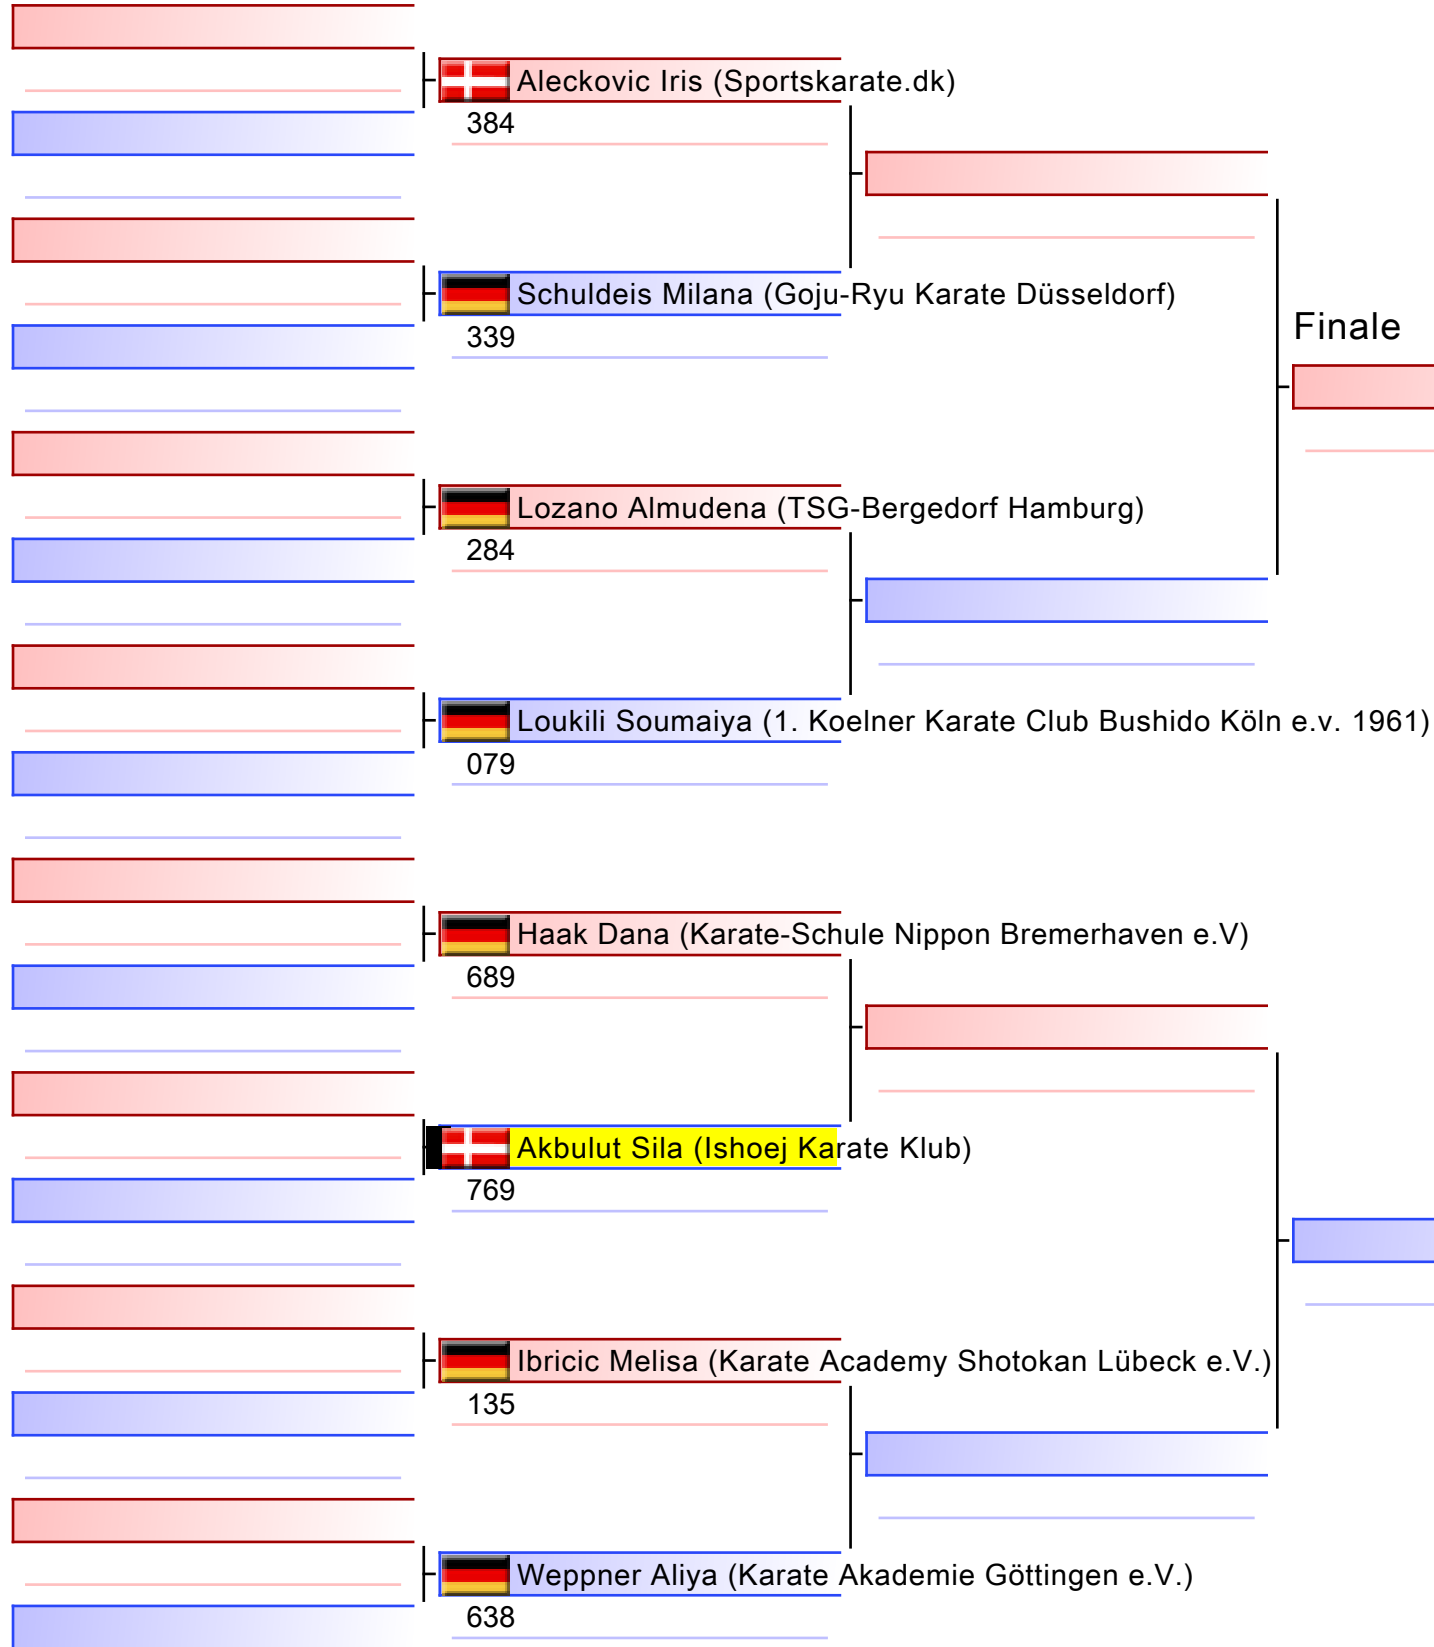 Aleckovic Iris (Sportskarate.dk)
384
Schuldeis Milana (Goju-Ryu Karate Düsseldorf)
339
Finale
Lozano Almudena (TSG-Bergedorf Hamburg)
284
Loukili Soumaiya (1. Koelner Karate Club Bushido Köln e.v. 1961)
079
Haak Dana (Karate-Schule Nippon Bremerhaven e.V)
689
Akbulut Sila (Ishoej Karate Klub)
769
Ibricic Melisa (Karate Academy Shotokan Lübeck e.V.)
135
Weppner Aliya (Karate Akademie Göttingen e.V.)
638